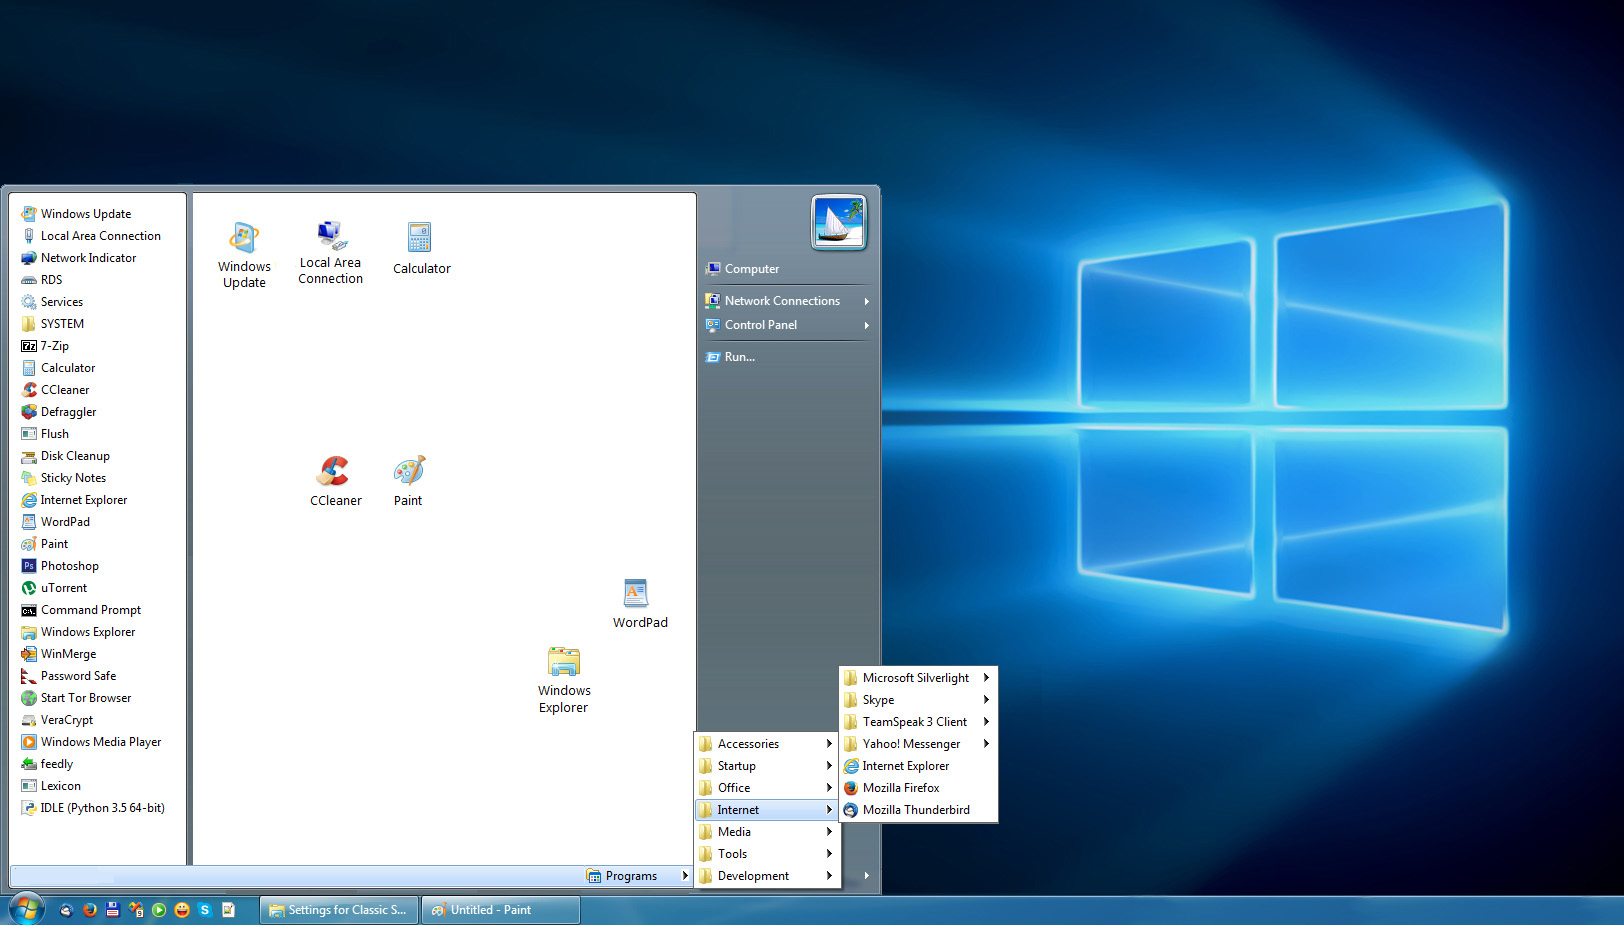 Windows Update
Local Area Connection
Network Indicator
RDS
Services
SYSTEM
7z 7-Zip
Calculator
CCleaner
Defraggler
Flush
Disk Cleanup
Sticky Notes
Internet Explorer
WordPad
Paint
Ps Photoshop
uTorrent
C:\. Command Prompt
Windows Explorer
WinMerge
Password Safe
Start Tor Browser
VeraCrypt
Windows Media Player
feedly
Lexicon
IDLE (Python 3.5 64-bit)
Windows
Update
Local Area
Connection
Calculator
CCleaner
Paint
WordPad
Windows
Explorer
Programs
Computer
Network Connections
Control Panel
Run...
Accessories
Startup
Office
Internet
Media
Tools
Development
Microsoft Silverlight
Skype
TeamSpeak 3 Client
Yahoo! Messenger
Internet Explorer
Mozilla Firefox
Mozilla Thunderbird
Settings for Classic S...
Untitled - Paint